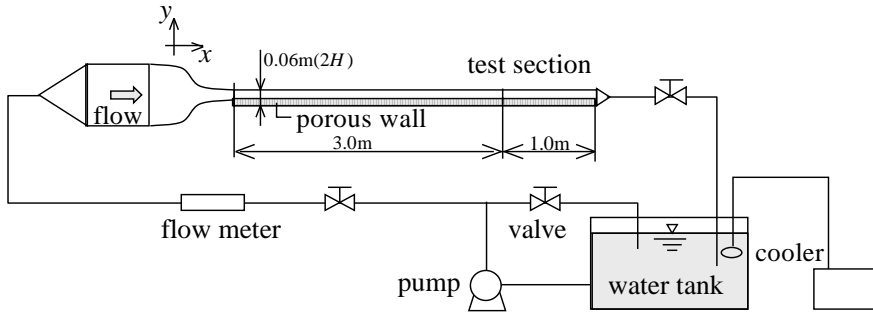 y
x
0.06m(2H)
test section
flow
porous wall
3.0m
1.0m
flow meter
valve
cooler
pump
water tank